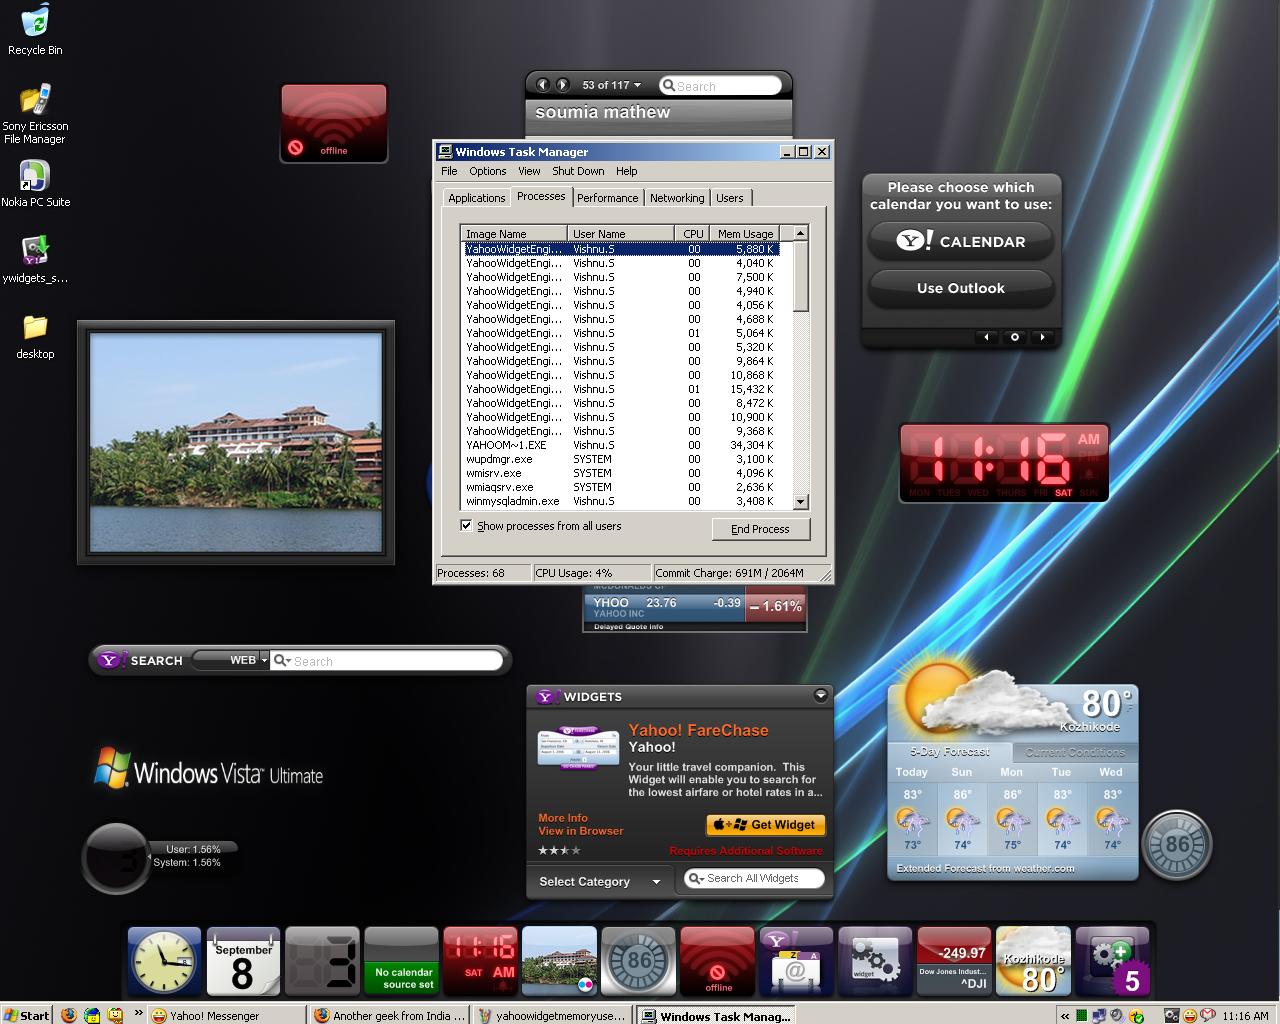 Recycle Bin
Sony Ericsson
File Manager
Nokia PC Suite
ywidgets_s...
desktop
offline
53 of 117
Search
soumia mathew
Windows Task Manager
File Options View Shut Down Help
Applications Processes Performance Networking Users
Image Name User Name CPU Mem Usage
YahooWidgetEngi... Vishnu.S 00 5,880 K
YahooWidgetEngi... Vishnu.S 00 4,040 K
YahooWidgetEngi... Vishnu.S 00 7,500 K
YahooWidgetEngi... Vishnu.S 00 4,940 K
YahooWidgetEngi... Vishnu.S 00 4,056 K
YahooWidgetEngi... Vishnu.S 00 4,688 K
YahooWidgetEngi... Vishnu.S 01 5,064 K
YahooWidgetEngi... Vishnu.S 00 5,320 K
YahooWidgetEngi... Vishnu.S 00 9,864 K
YahooWidgetEngi... Vishnu.S 00 10,868 K
YahooWidgetEngi... Vishnu.S 01 15,432 K
YahooWidgetEngi... Vishnu.S 00 8,472 K
YahooWidgetEngi... Vishnu.S 00 10,900 K
YahooWidgetEngi... Vishnu.S 00 9,368 K
YAHOOM~1.EXE Vishnu.S 00 34,304 K
wupdmgr.exe SYSTEM 00 3,100 K
wmisrv.exe SYSTEM 00 4,096 K
wmiaqsrv.exe SYSTEM 00 2,636 K
winmysqladmin.exe Vishnu.S 00 3,408 K
Show processes from all users
End Process
Processes: 68 CPU Usage: 4% Commit Charge: 691M / 2064M
Please choose which
calendar you want to use:
Y! CALENDAR
Use Outlook
11:16 AM
PM
MON TUES WED THURS FRI SAT SUN
MCDONALDS CP
YHOO 23.76 -0.39 -1.61%
YAHOO INC
Delayed Quote info
Y! SEARCH WEB Search
Windows Vista Ultimate
3
User: 1.56%
System: 1.56%
Y! WIDGETS
Yahoo! FareChase
Yahoo!
Your little travel companion. This
Widget will enable you to search for
the lowest airfare or hotel rates in a...
More Info
View in Browser
Get Widget
Requires Additional Software
Select Category
Search All Widgets
80°
F
Kozhikode
5-Day Forecast Current Conditions
Today Sun Mon Tue Wed
83° 86° 86° 83° 83°
73° 74° 75° 74° 74°
Extended Forecast from weather.com
86
September
8
3
No calendar
source set
11:16
SAT AM
86
offline
Y!
widget
-249.97
Dow Jones Indust...
^DJI
Kozhikode
80°
5
Start
Yahoo! Messenger
Another geek from India ...
yahoowidgetmemoryuse...
Windows Task Manag...
11:16 AM